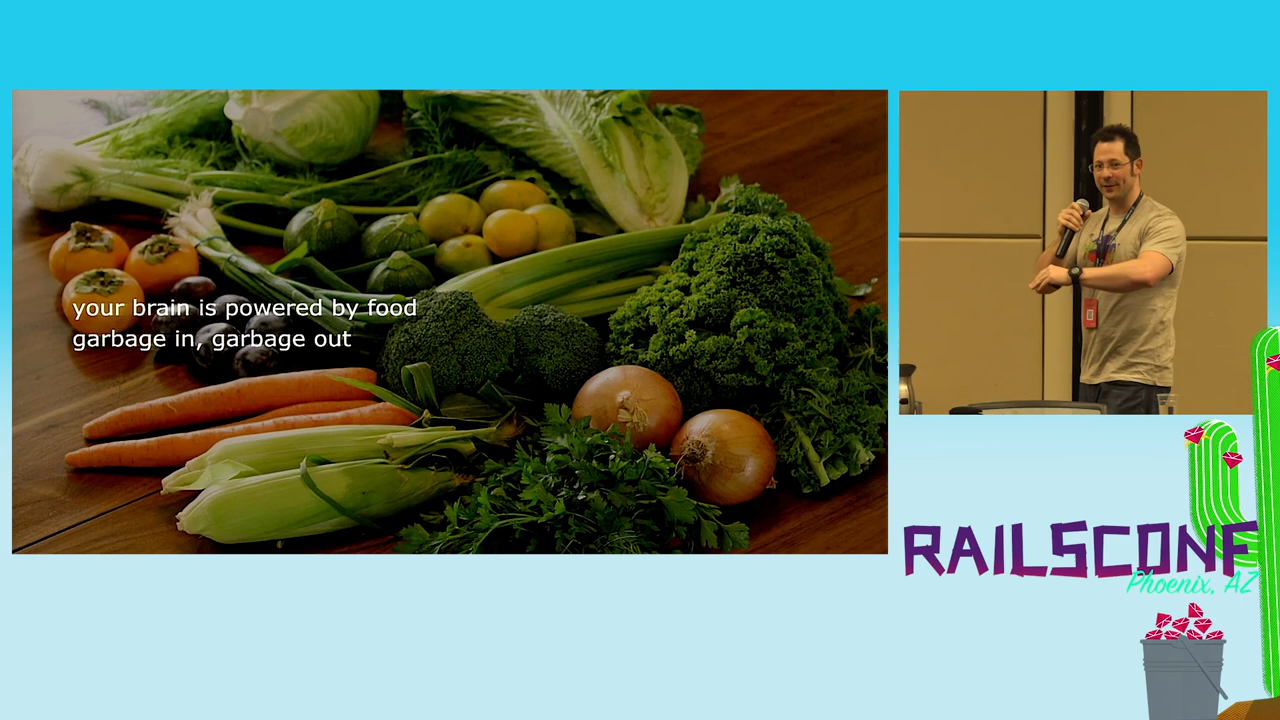 your brain is powered by food
garbage in, garbage out
RAILSCONF
Phoenix, AZ